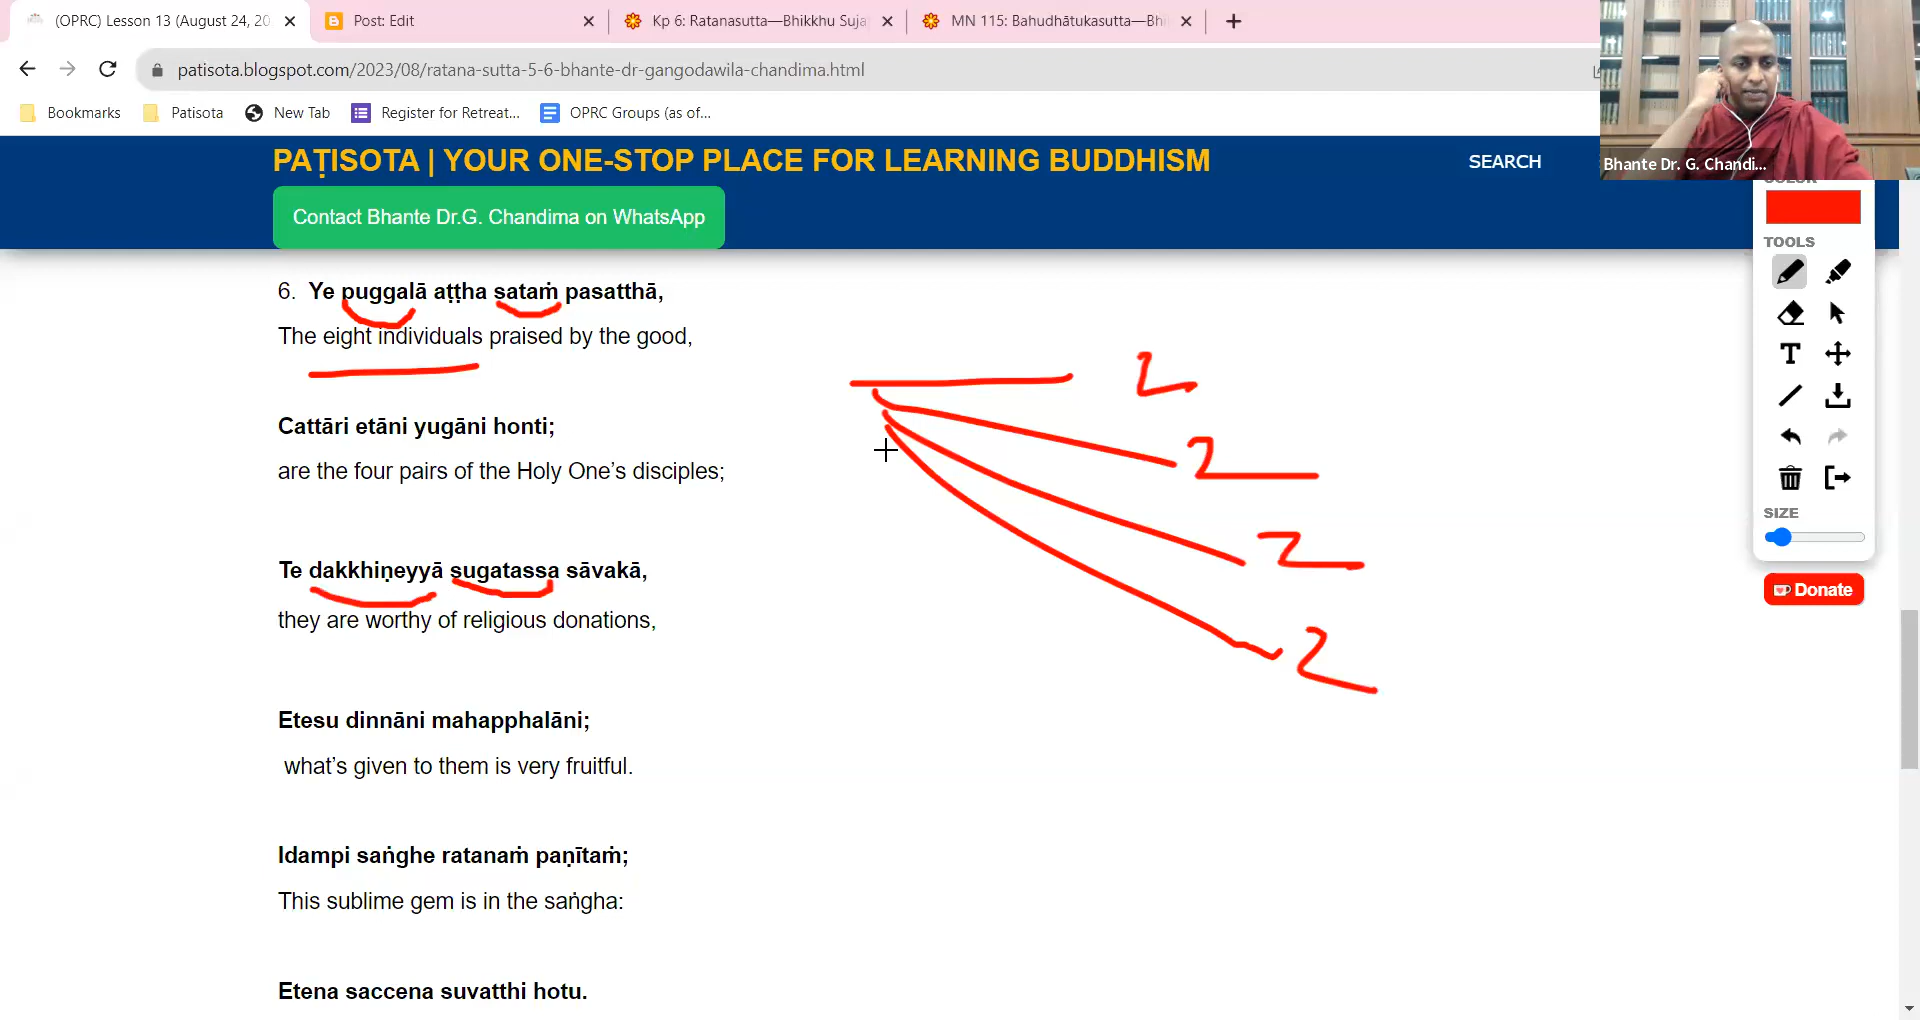 (OPRC) Lesson 13 (August 24, 20
Post: Edit
Kp 6: Ratanasutta—Bhikkhu Suja
MN 115: Bahudhātukasutta—Bhi
patisota.blogspot.com/2023/08/ratana-sutta-5-6-bhante-dr-gangodawila-chandima.html
Bookmarks
Patisota
New Tab
Register for Retreat...
OPRC Groups (as of...
Bhante Dr. G. Chandi...
PAṬISOTA | YOUR ONE-STOP PLACE FOR LEARNING BUDDHISM
SEARCH
Contact Bhante Dr.G. Chandima on WhatsApp
COLOR
TOOLS
T
SIZE
Donate
6. Ye puggalā aṭṭha sataṁ pasatthā,
The eight individuals praised by the good,
2
Cattāri etāni yugāni honti;
2
are the four pairs of the Holy One’s disciples;
2
Te dakkhiṇeyyā sugatassa sāvakā,
they are worthy of religious donations,
2
Etesu dinnāni mahapphalāni;
what’s given to them is very fruitful.
Idampi saṅghe ratanaṁ paṇītaṁ;
This sublime gem is in the saṅgha:
Etena saccena suvatthi hotu.